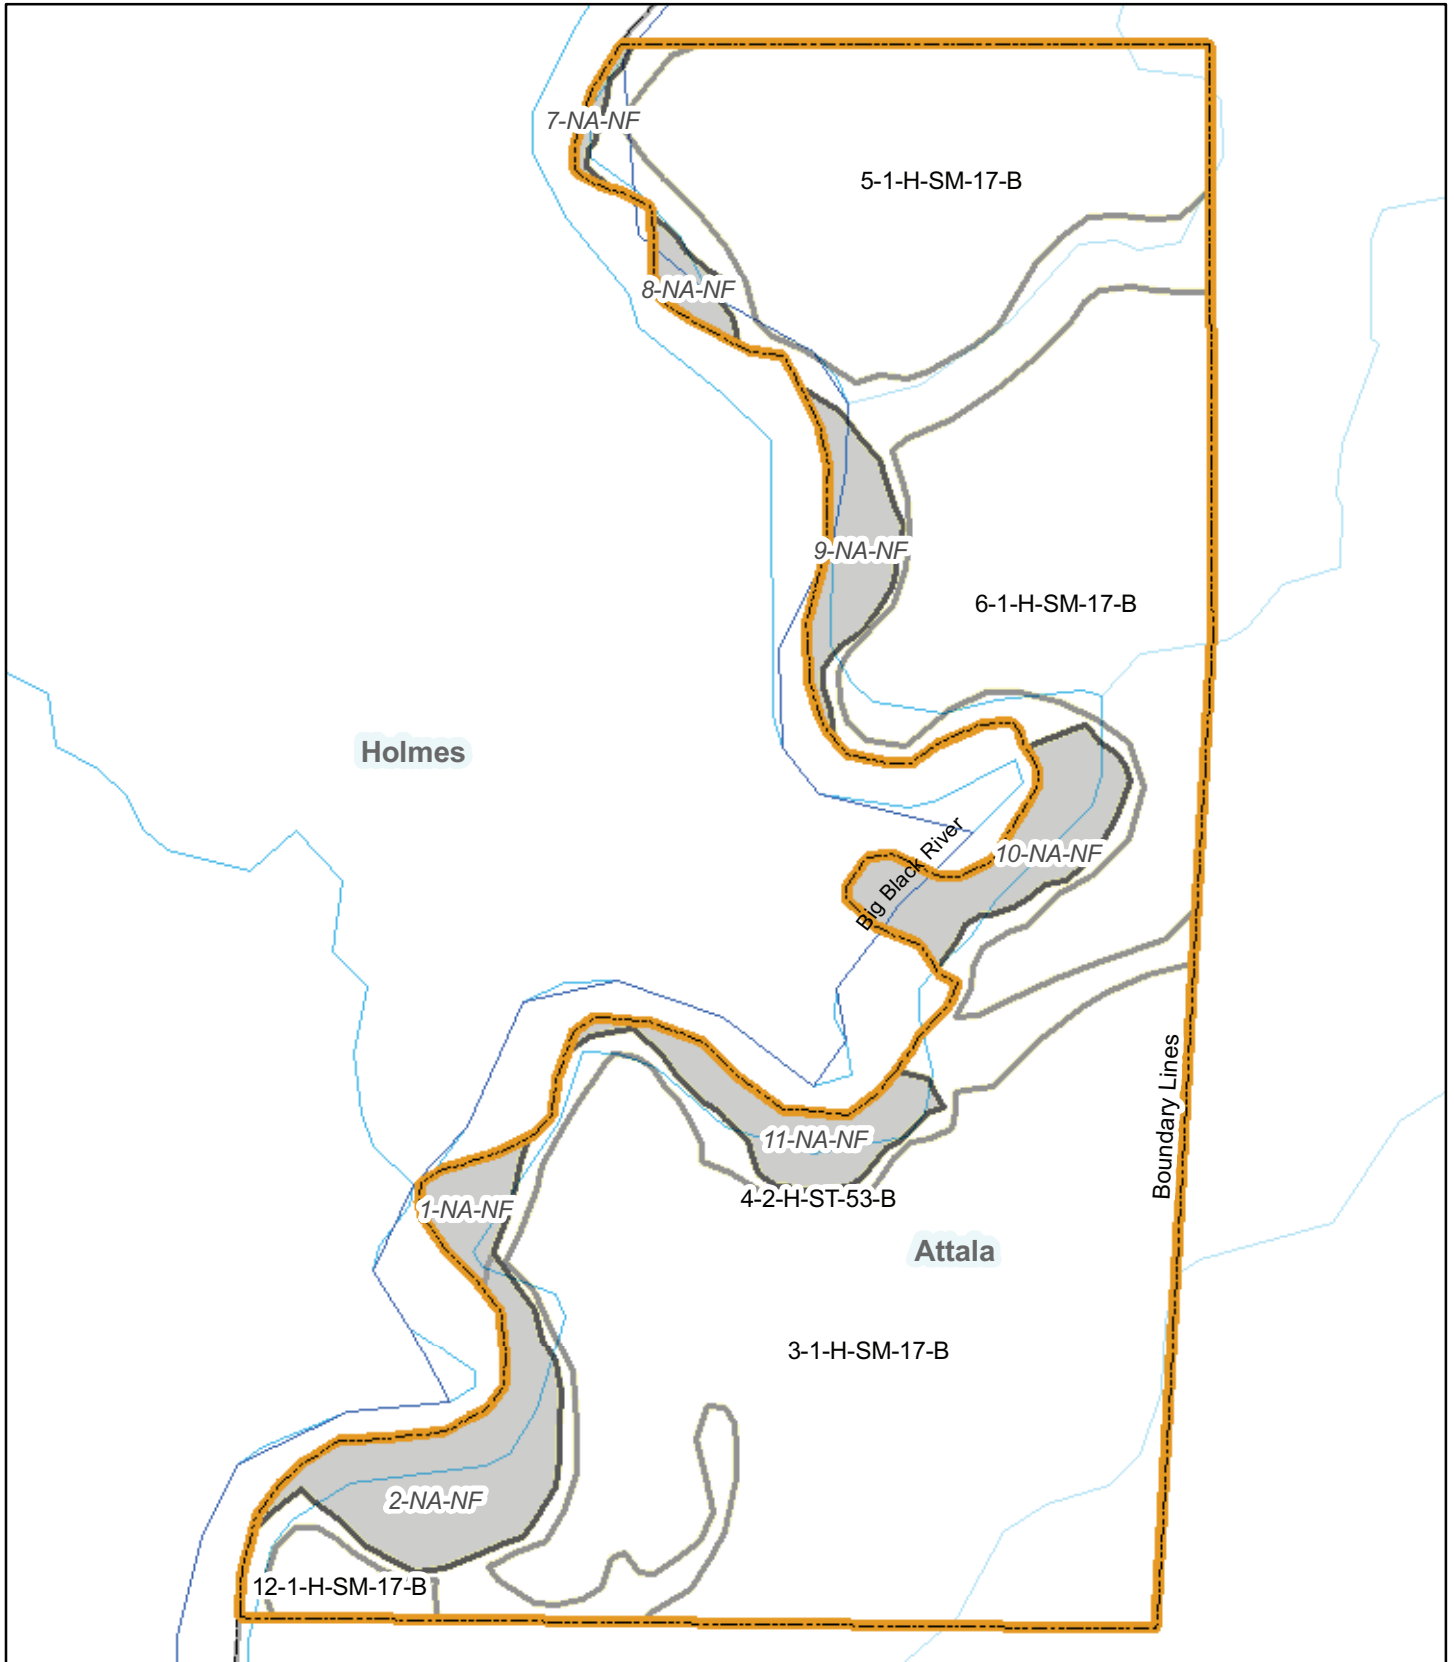 7-NA-NF
5-1-H-SM-17-B
8-NA-NF
9-NA-NF
6-1-H-SM-17-B
Holmes
Big Black River
10-NA-NF
Boundary Lines
11-NA-NF
4-2-H-ST-53-B
1-NA-NF
Attala
3-1-H-SM-17-B
2-NA-NF
12-1-H-SM-17-B